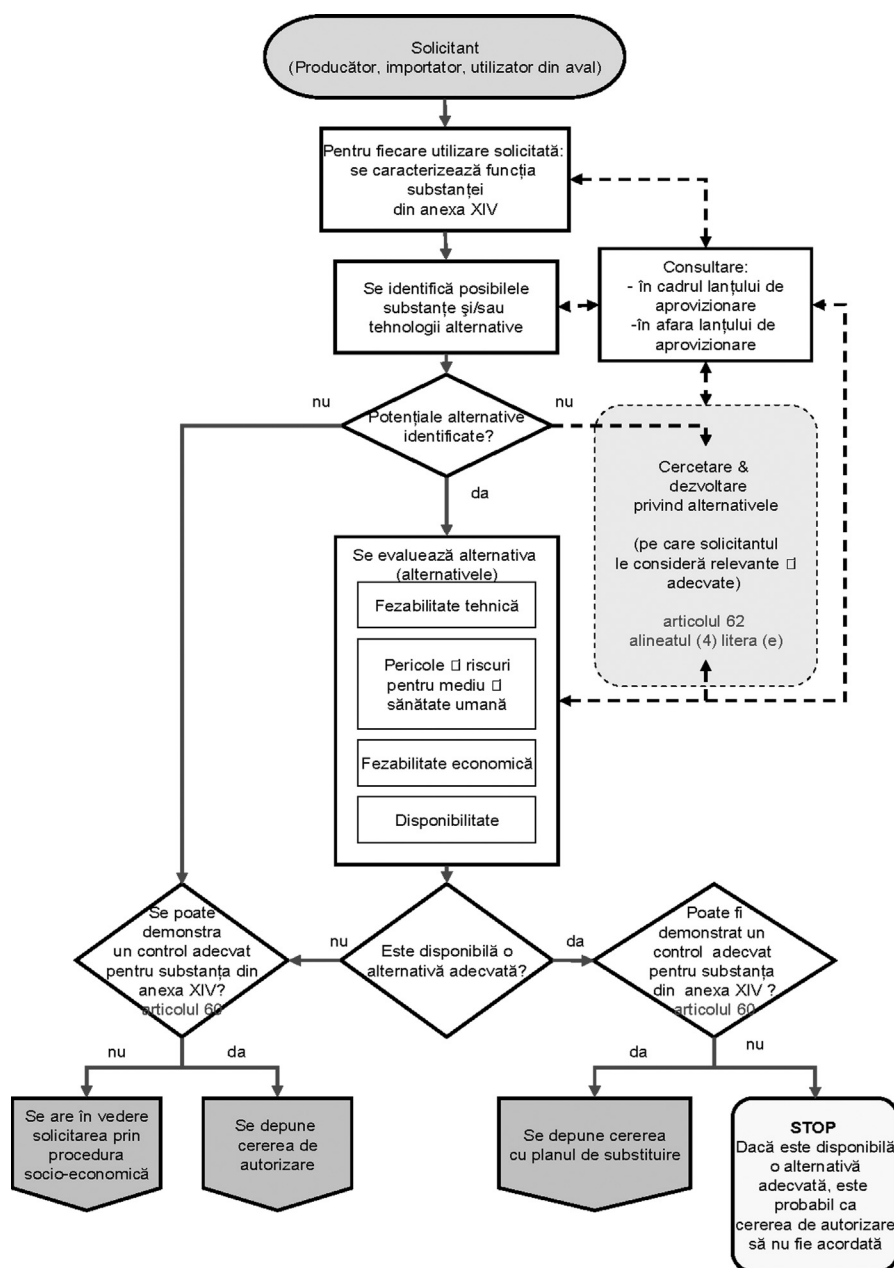 Solicitant
(Producător, importator, utilizator din aval)
Pentru fiecare utilizare solicitată:
se caracterizează funcția
substanței
din anexa XIV
Se identifică posibilele
substanțe şi/sau
tehnologii alternative
Consultare:
- în cadrul lanțului de
aprovizionare
-în afara lanțului de
aprovizionare
nu
Potențiale alternative
identificate?
nu
da
Cercetare &
dezvoltare
privind alternativele
(pe care solicitantul
le consideră relevante □
adecvate)
articolul 62
alineatul (4) litera (e)
Se evaluează alternativa
(alternativele)
Fezabilitate tehnică
Pericole □ riscuri
pentru mediu □
sănătate umană
Fezabilitate economică
Disponibilitate
Se poate
demonstra
un control adecvat
pentru substanța din
anexa XIV?
articolul 60
nu
Este disponibilă o
alternativă adecvată?
da
Poate fi
demonstrat un
control adecvat
pentru substanța
din anexa XIV ?
articolul 60
nu
da
da
nu
Se are în vedere
solicitarea prin
procedura
socio-economică
Se depune
cererea de
autorizare
Se depune cererea
cu planul de substituire
STOP
Dacă este disponibilă
o alternativă
adecvată, este
probabil ca
cererea de autorizare
să nu fie acordată